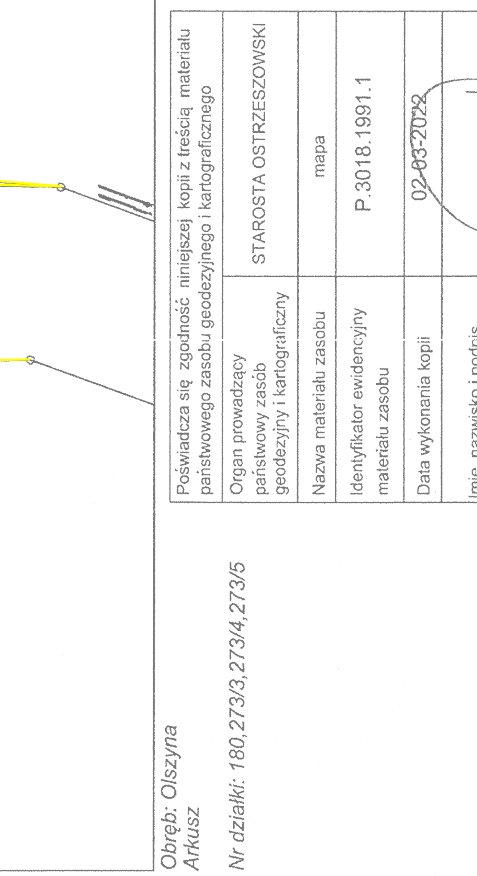 Obręb: Olszyna
Arkusz
Nr działki: 180,273/3,273/4,273/5
Poświadcza się zgodność niniejszej kopii z treścią materiału
państwowego zasobu geodezyjnego i kartograficznego
Organ prowadzący
państwowy zasób
geodezyjny i kartograficzny
STAROSTA OSTRZESZOWSKI
Nazwa materiału zasobu
mapa
Identyfikator ewidencyjny
materiału zasobu
P.3018.1991.1
Data wykonania kopii
02-03-2022
Imię, nazwisko i podpis